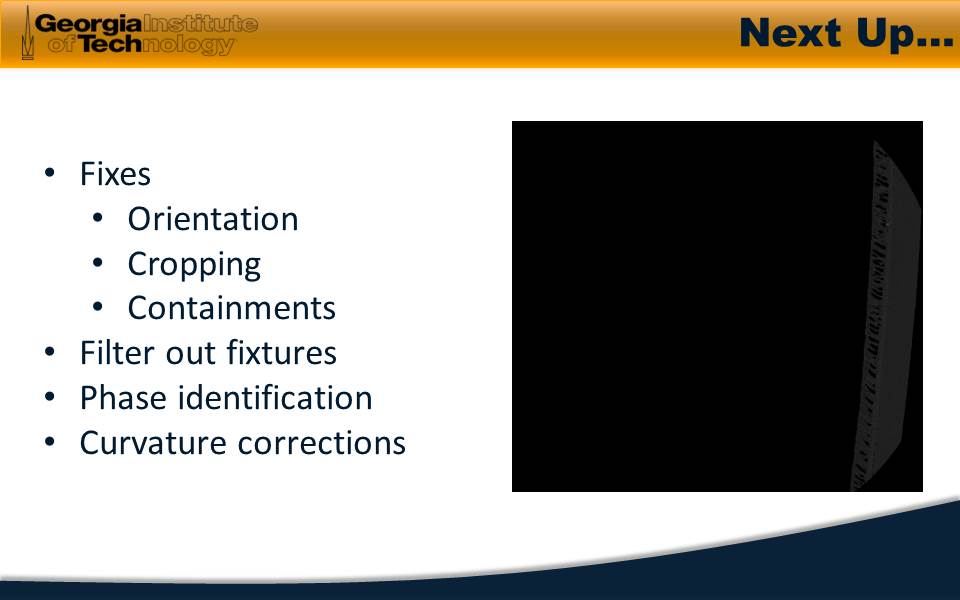 Georgia Institute
of Technology
Next Up...
• Fixes
• Orientation
• Cropping
• Containments
• Filter out fixtures
• Phase identification
• Curvature corrections